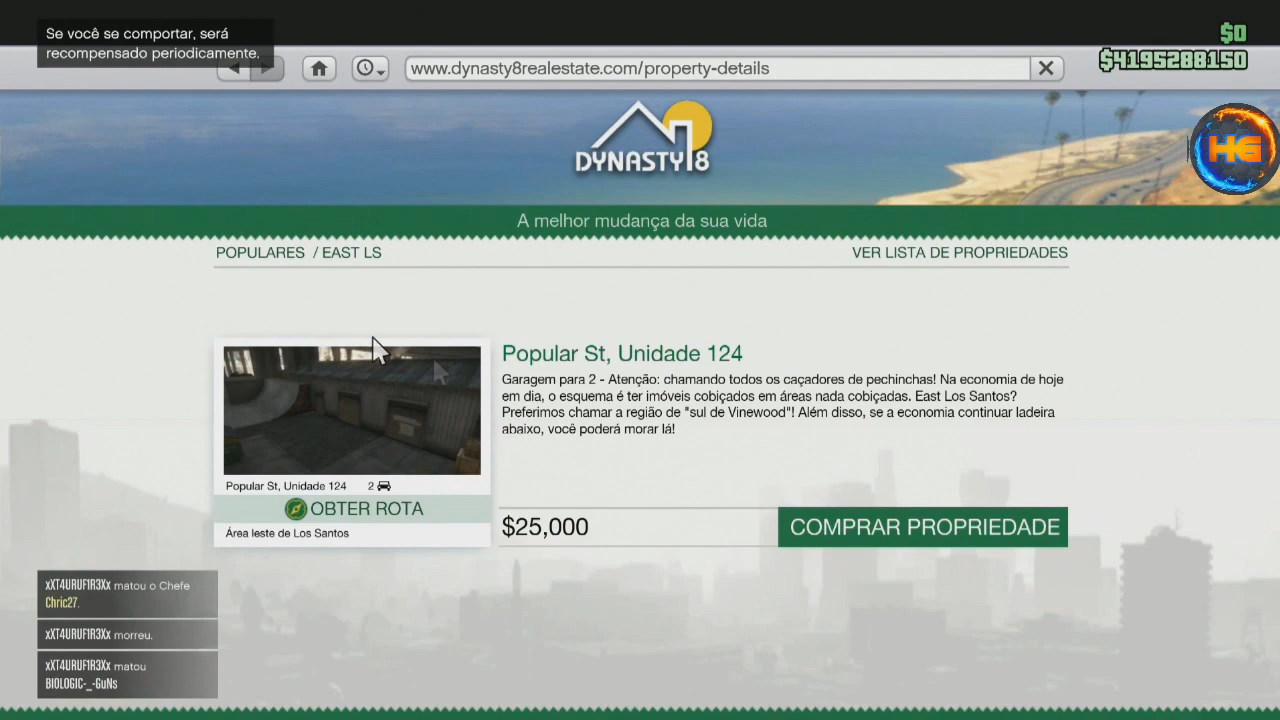 Se você se comportar, será
recompensado periodicamente.
$0
$4195288150
www.dynasty8realestate.com/property-details
HG
DYNASTY 8
A melhor mudança da sua vida
POPULARES / EAST LS
VER LISTA DE PROPRIEDADES
Popular St, Unidade 124
Garagem para 2 - Atenção: chamando todos os caçadores de pechinchas! Na economia de hoje
em dia, o esquema é ter imóveis cobiçados em áreas nada cobiçadas. East Los Santos?
Preferimos chamar a região de "sul de Vinewood"! Além disso, se a economia continuar ladeira
abaixo, você poderá morar lá!
Popular St, Unidade 124 2
OBTER ROTA
Área leste de Los Santos
$25,000
COMPRAR PROPRIEDADE
xXT4URUF1R3Xx matou o Chefe
Chric27.
xXT4URUF1R3Xx morreu.
xXT4URUF1R3Xx matou
BIOLOGIC-_-GuNs